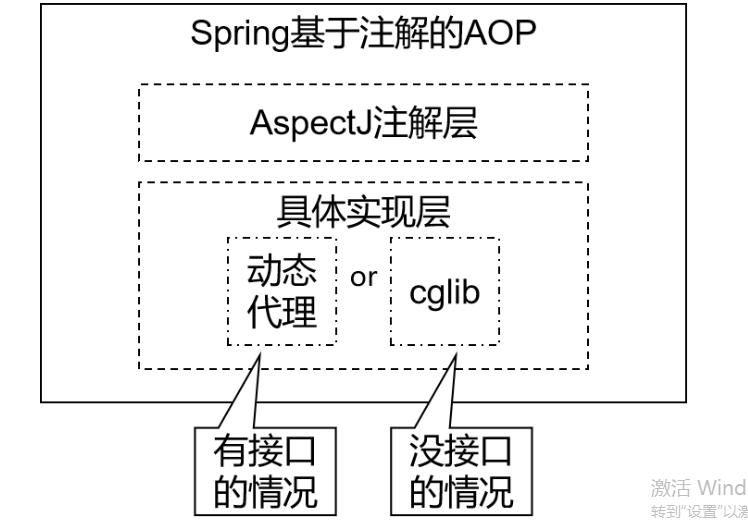 Spring基于注解的AOP
AspectJ注解层
具体实现层
动态
代理
or
cglib
有接口
的情况
没接口
的情况
激活 Wind
转到"设置"以激